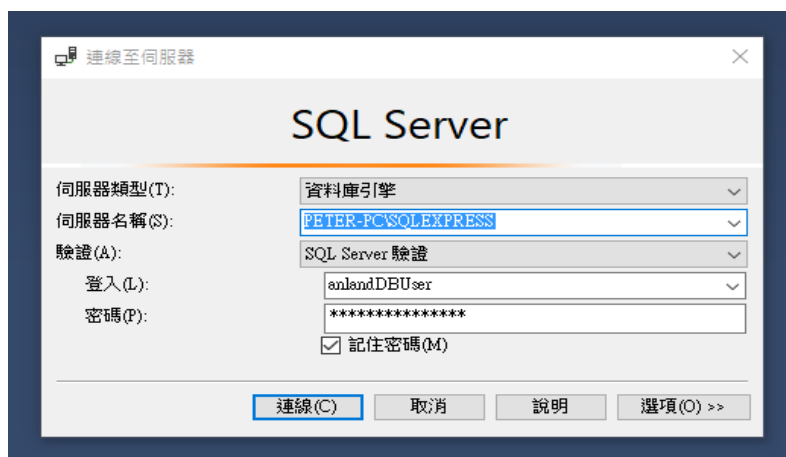 連線至伺服器
SQL Server
伺服器類型(T): 資料庫引擎
伺服器名稱(S): PETER-PC\SQLEXPRESS
驗證(A): SQL Server 驗證
登入(L): anlandDBUser
密碼(P): ***************
記住密碼(M)
連線(C) 取消 說明 選項(O) >>